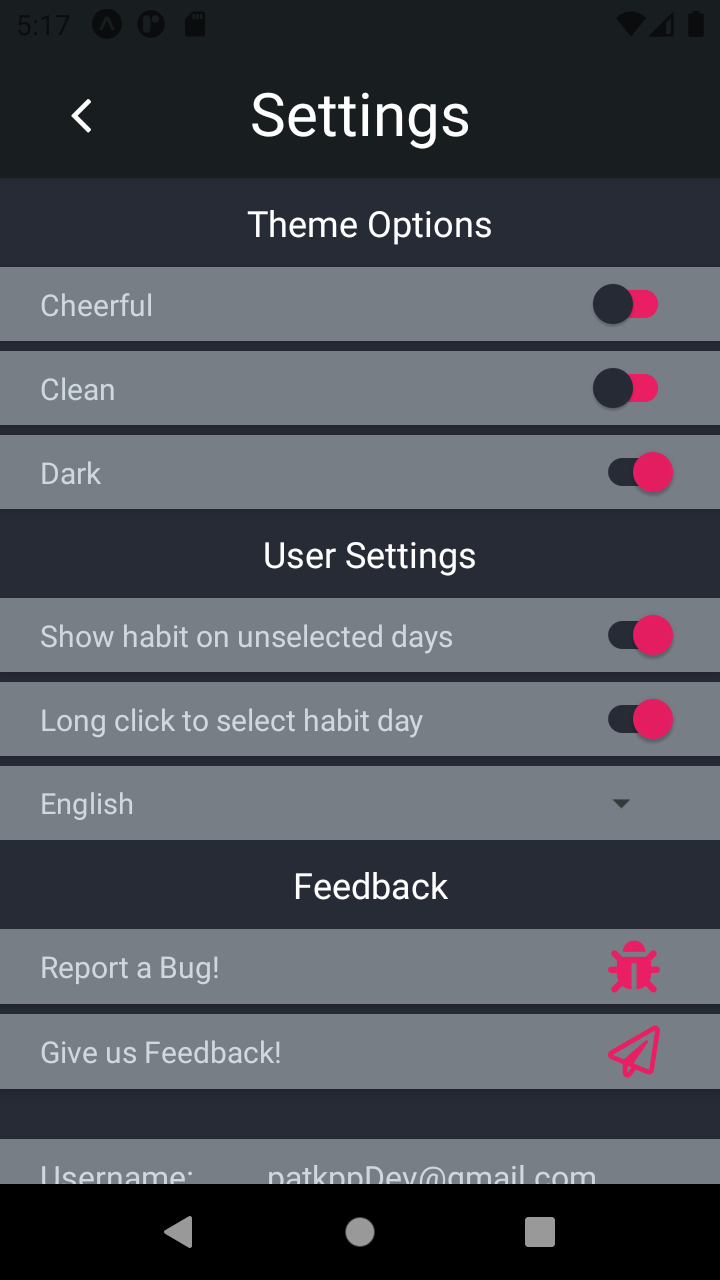 5:17
Settings
Theme Options
Cheerful
Clean
Dark
User Settings
Show habit on unselected days
Long click to select habit day
English
Feedback
Report a Bug!
Give us Feedback!
Username: patkppDev@gmail.com